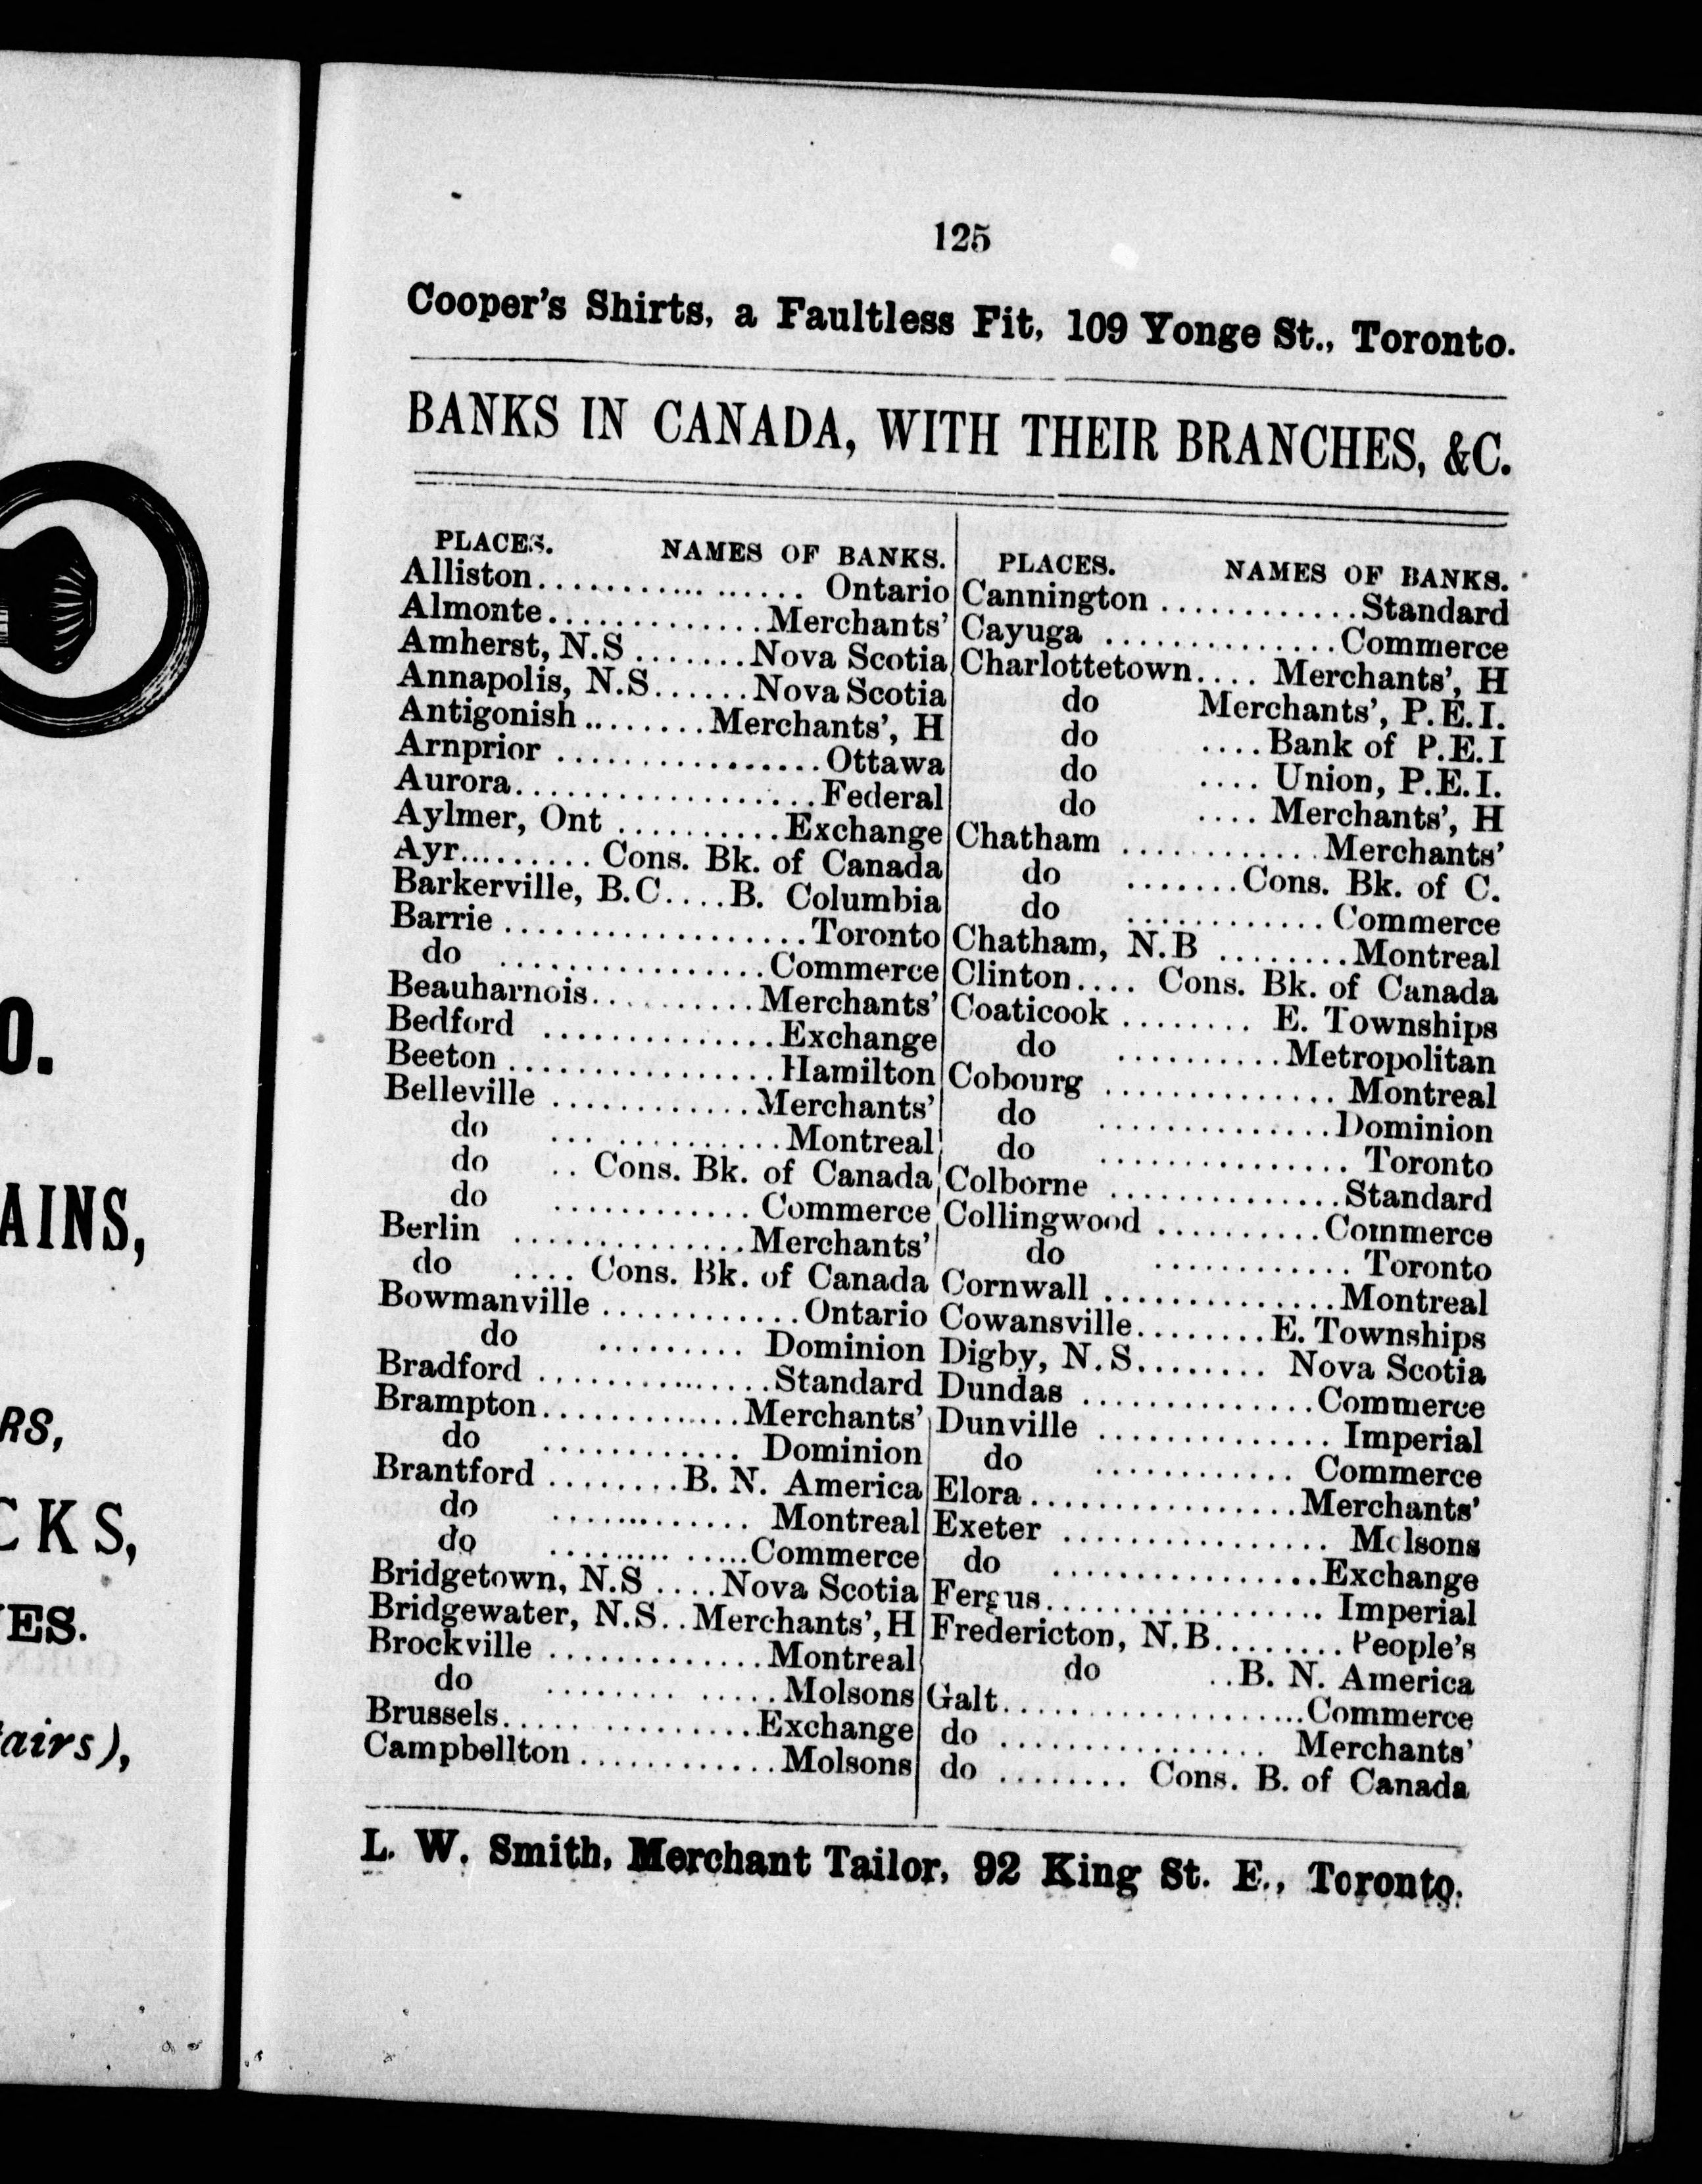 O.
AINS,
RS,
CKS,
ES.
airs),
125
Cooper's Shirts, a Faultless Fit, 109 Yonge St., Toronto.
BANKS IN CANADA, WITH THEIR BRANCHES, &C.
PLACES. NAMES OF BANKS.
Alliston.................... Ontario
Almonte..............Merchants'
Amherst, N.S ........Nova Scotia
Annapolis, N.S......Nova Scotia
Antigonish .........Merchants', H
Arnprior ...................Ottawa
Aurora......................Federal
Aylmer, Ont ..........Exchange
Ayr......... Cons. Bk. of Canada
Barkerville, B.C....B. Columbia
Barrie ......................Toronto
do ...................Commerce
Beauharnois............Merchants'
Bedford .................Exchange
Beeton ...................Hamilton
Belleville ..............Merchants'
do ................Montreal
do .. Cons. Bk. of Canada
do .............. Commerce
Berlin .................Merchants'
do .... Cons. Bk. of Canada
Bowmanville ..............Ontario
do .......... Dominion
Bradford .................Standard
Brampton..............Merchants'
do .............. Dominion
Brantford .........B. N. America
do .............. Montreal
do ...............Commerce
Bridgetown, N.S ....Nova Scotia
Bridgewater, N.S..Merchants', H
Brockville ...............Montreal
do ..............Molsons
Brussels..................Exchange
Campbellton ..............Molsons
PLACES. NAMES OF BANKS.
Cannington ..............Standard
Cayuga .................Commerce
Charlottetown.... Merchants', H
do Merchants', P.E.I.
do ....Bank of P.E.I
do .... Union, P.E.I.
do .... Merchants', H
Chatham ..............Merchants'
do .......Cons. Bk. of C.
do ..............Commerce
Chatham, N.B .........Montreal
Clinton.... Cons. Bk. of Canada
Coaticook ........ E. Townships
do ..........Metropolitan
Cobourg ................ Montreal
do ................Dominion
do ................. Toronto
Colborne ................Standard
Collingwood ..........Commerce
do ............. Toronto
Cornwall ................Montreal
Cowansville.........E. Townships
Digby, N.S......... Nova Scotia
Dundas .................Commerce
Dunville ................ Imperial
do .............. Commerce
Elora ...................Merchants'
Exeter ................... Molsons
do ...................Exchange
Fergus.................... Imperial
Fredericton, N.B.........People's
do ..B. N. America
Galt......................Commerce
do ................... Merchants'
do ......... Cons. B. of Canada
L. W. Smith, Merchant Tailor, 92 King St. E., Toronto.